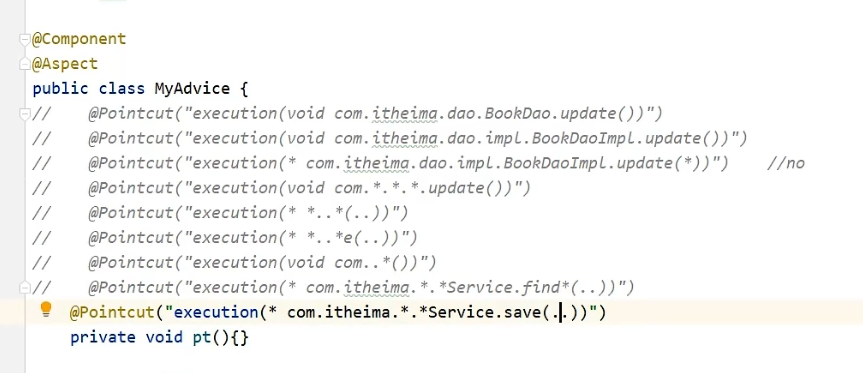 @Component
@Aspect
public class MyAdvice {
//    @Pointcut("execution(void com.itheima.dao.BookDao.update())")
//    @Pointcut("execution(void com.itheima.dao.impl.BookDaoImpl.update())")
//    @Pointcut("execution(* com.itheima.dao.impl.BookDaoImpl.update(*))")    //no
//    @Pointcut("execution(void com.*.*.*.update())")
//    @Pointcut("execution(* *..*(..))")
//    @Pointcut("execution(* *..*e(..))")
//    @Pointcut("execution(void com..*())")
//    @Pointcut("execution(* com.itheima.*.*Service.find*(..))")
@Pointcut("execution(* com.itheima.*.*Service.save(..))")
private void pt(){}